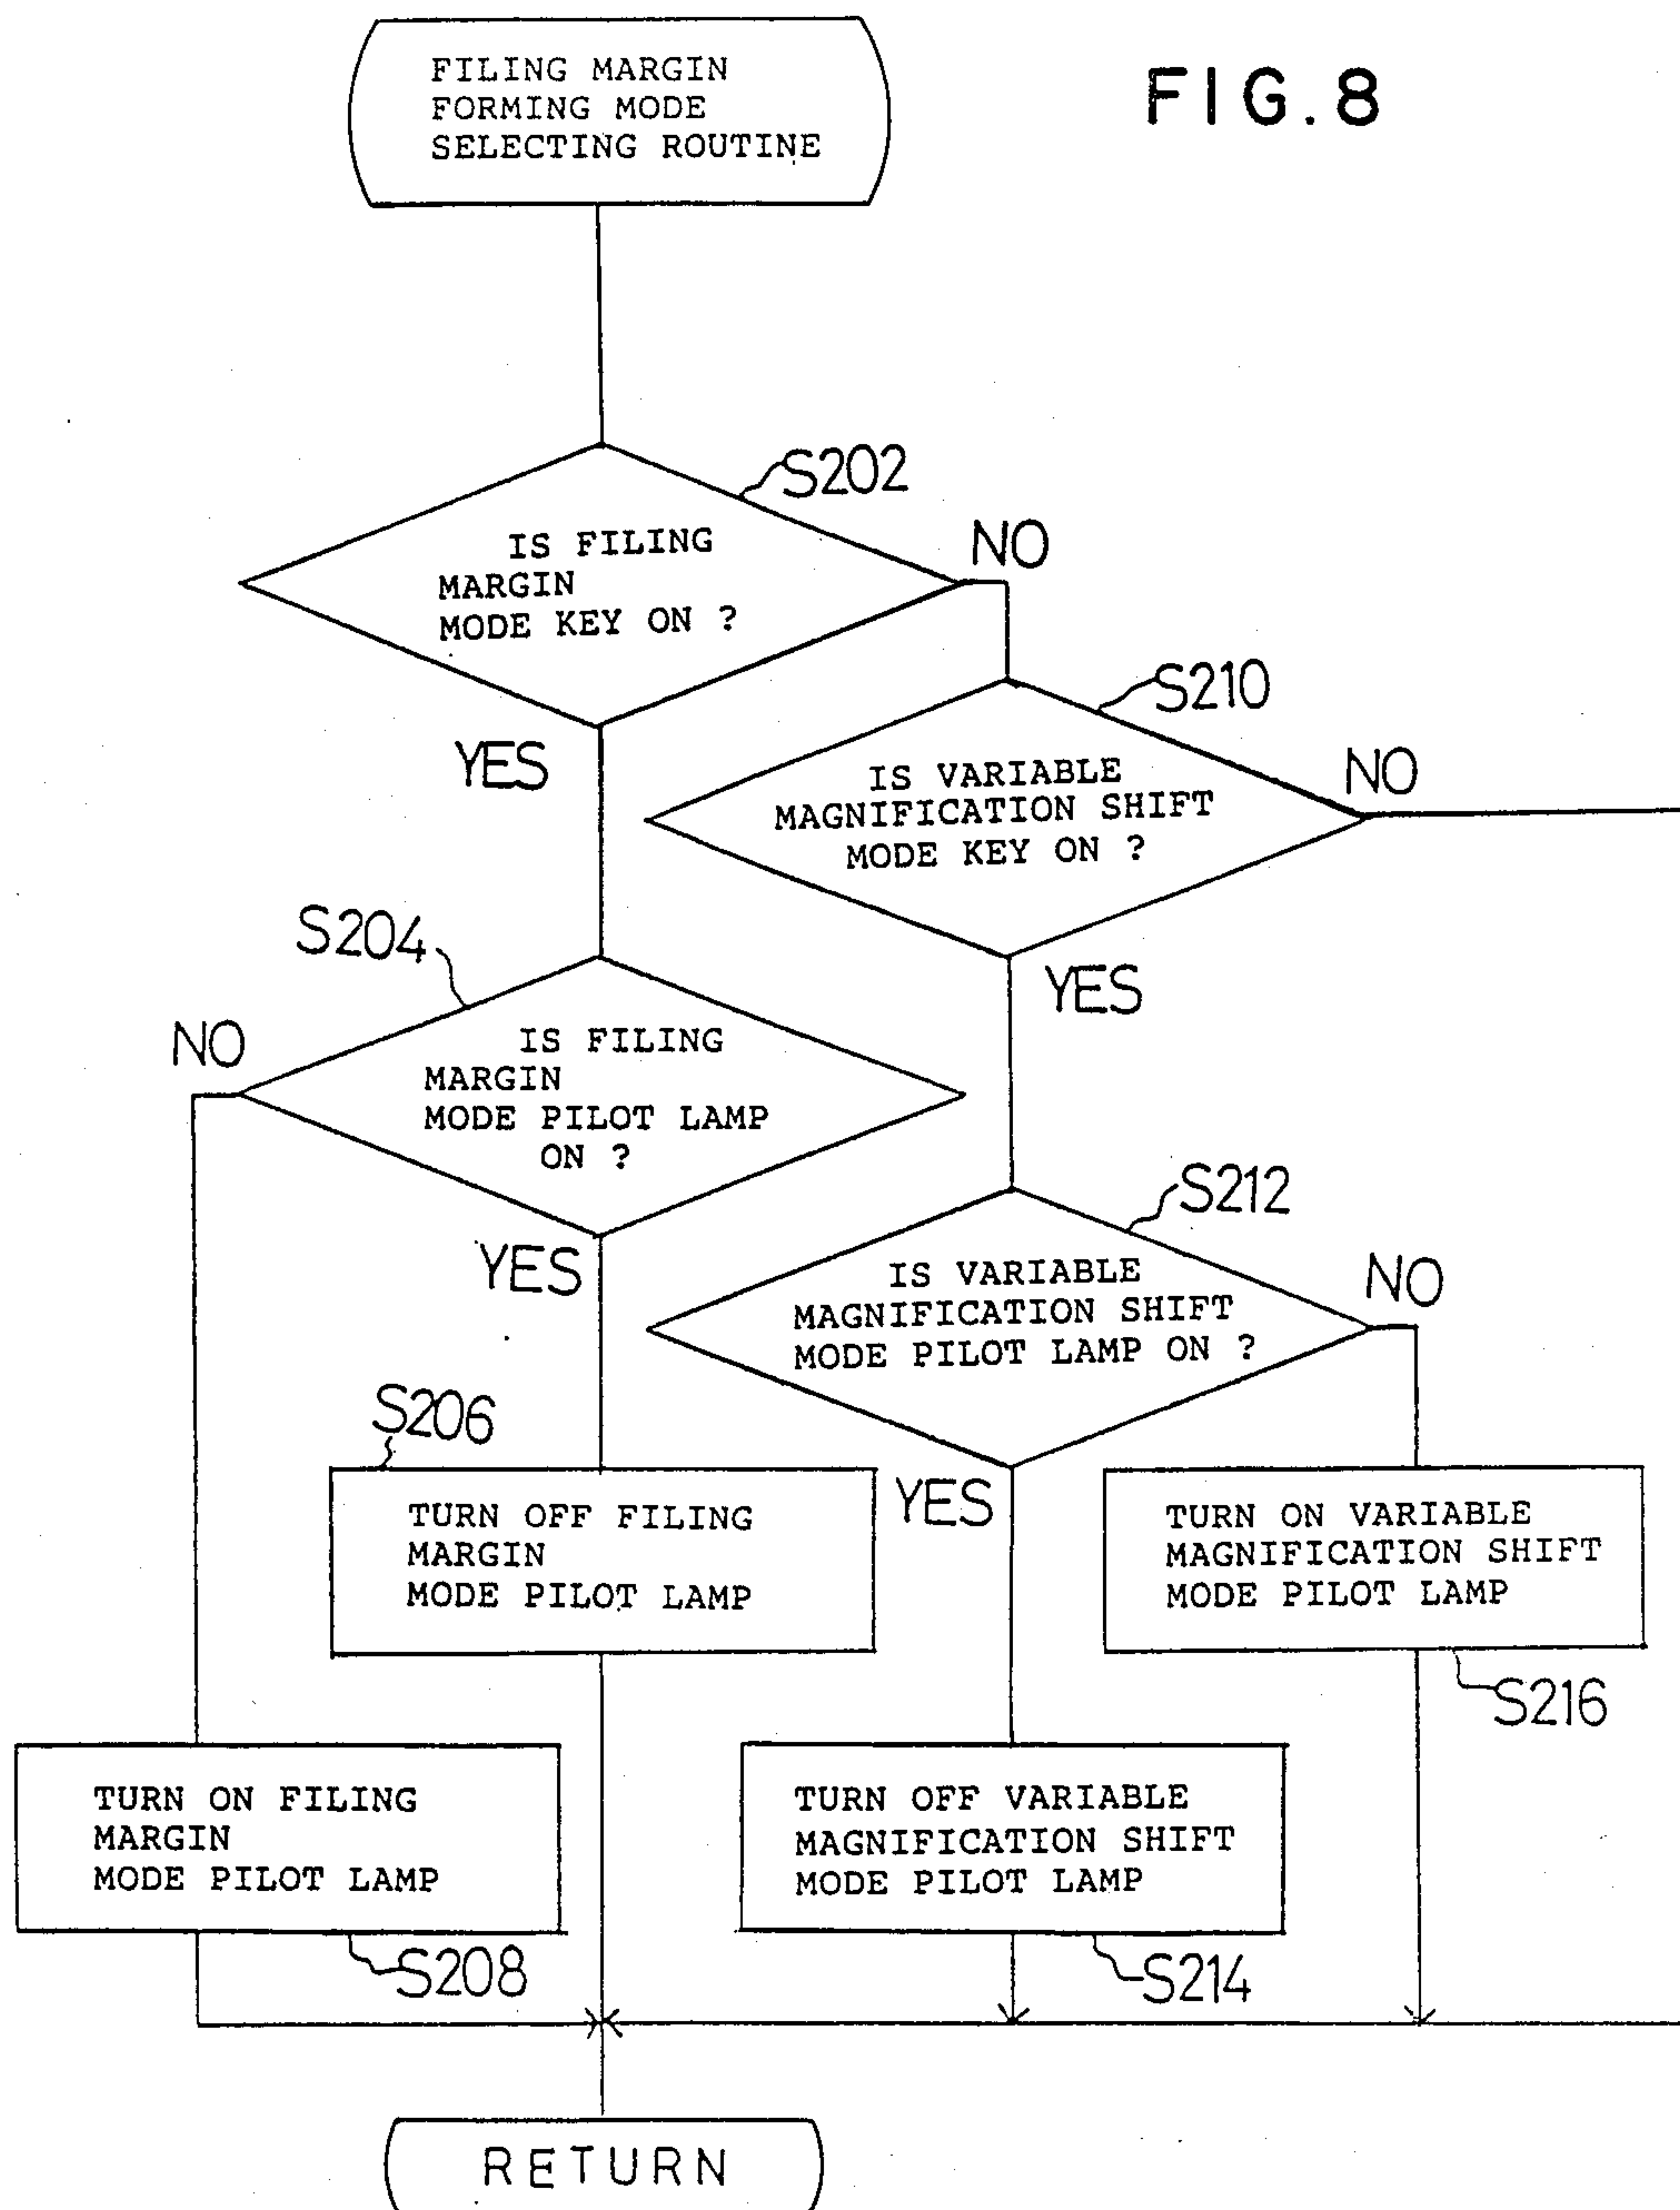 FIG.8
FILING MARGIN
FORMING MODE
SELECTING ROUTINE
S202
IS FILING
MARGIN
MODE KEY ON ?
NO
YES
S210
IS VARIABLE
MAGNIFICATION SHIFT
MODE KEY ON ?
NO
YES
S204
IS FILING
MARGIN
MODE PILOT LAMP
ON ?
NO
YES
S212
IS VARIABLE
MAGNIFICATION SHIFT
MODE PILOT LAMP ON ?
NO
YES
S206
TURN OFF FILING
MARGIN
MODE PILOT LAMP
TURN ON VARIABLE
MAGNIFICATION SHIFT
MODE PILOT LAMP
S216
TURN ON FILING
MARGIN
MODE PILOT LAMP
S208
TURN OFF VARIABLE
MAGNIFICATION SHIFT
MODE PILOT LAMP
S214
RETURN